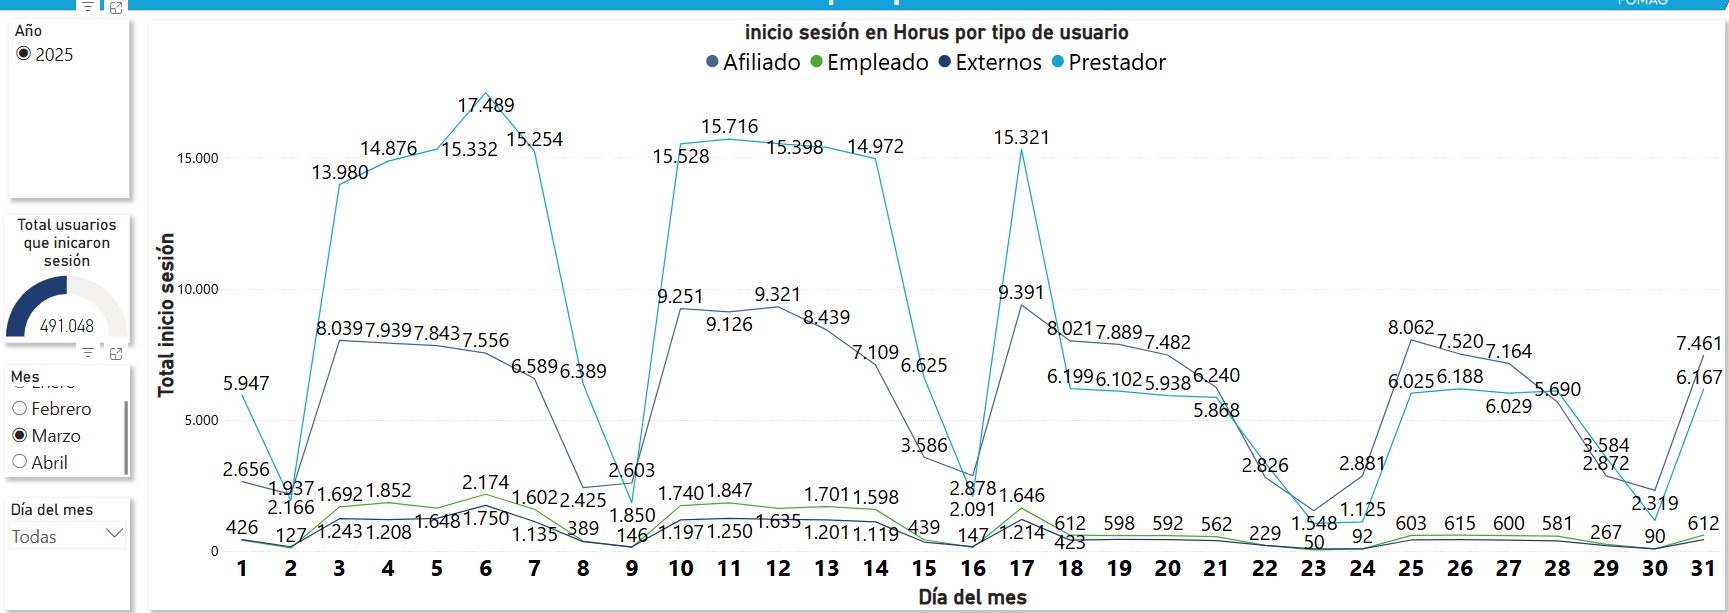 FOMAG
Año
2025
Total usuarios
que inicaron
sesión
491.048
Mes
Enero
Febrero
Marzo
Abril
Día del mes
Todas
inicio sesión en Horus por tipo de usuario
Afiliado Empleado Externos Prestador
Total inicio sesión
15.000
10.000
5.000
0
17.489
14.876 15.332 15.254
13.980
15.716
15.528 15.398 14.972
15.321
9.251 9.126 9.321 8.439
9.391
8.039 7.939 7.843 7.556
6.589 6.389
7.109
6.625
8.021 7.889 7.482
6.199 6.102 5.938 6.240
5.868
8.062 7.520 7.164
6.025 6.188 6.029 5.690
7.461
6.167
5.947
2.656
1.937
2.166
3.586
2.603
2.425
1.850
2.878
2.091
2.826
2.881
3.584
2.872
2.319
1.692 1.852 1.648 2.174 1.602
1.243 1.208 1.750 1.135
426 127 389 146
1.740 1.847 1.635 1.701 1.598
1.197 1.250 1.201 1.119
439 147
1.646
1.214
612 598 592 562 229
423
1.548
50
1.125
92
603 615 600 581 267 90 612
1 2 3 4 5 6 7 8 9 10 11 12 13 14 15 16 17 18 19 20 21 22 23 24 25 26 27 28 29 30 31
Día del mes